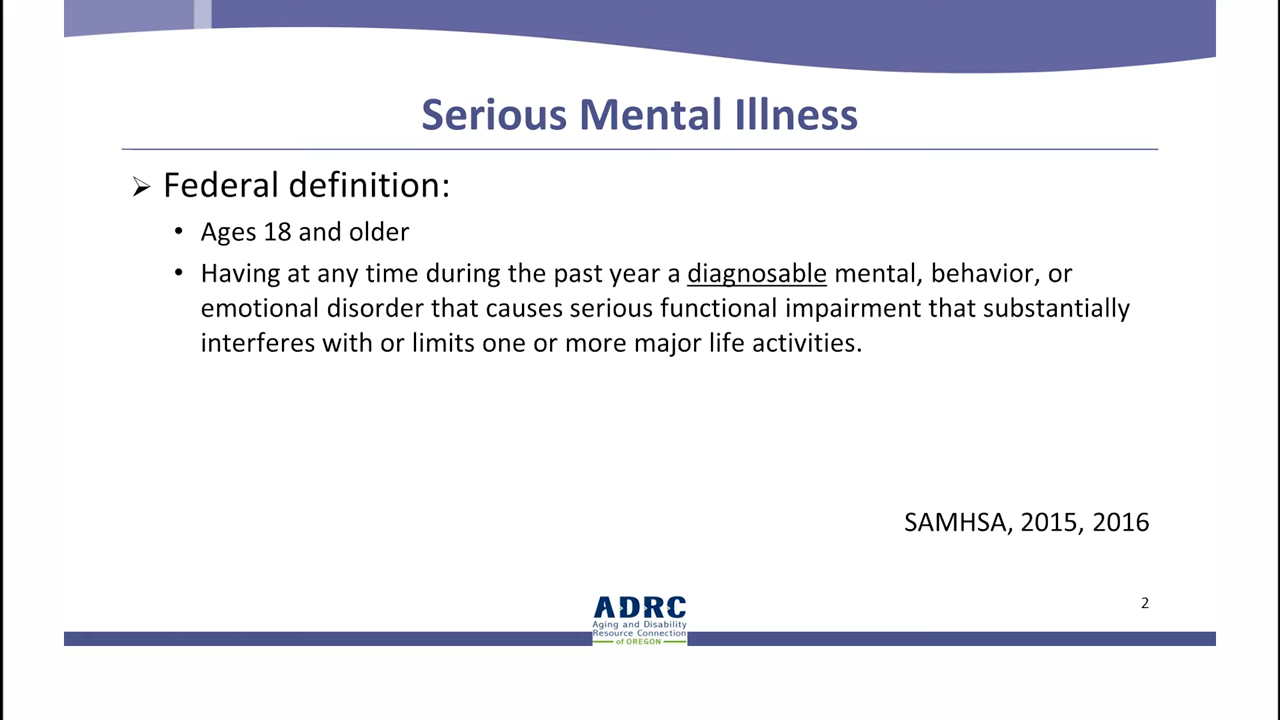 Serious Mental Illness
➢ Federal definition:
• Ages 18 and older
• Having at any time during the past year a diagnosable mental, behavior, or
emotional disorder that causes serious functional impairment that substantially
interferes with or limits one or more major life activities.
SAMHSA, 2015, 2016
ADRC
Aging and Disability
Resource Connection
of OREGON
2